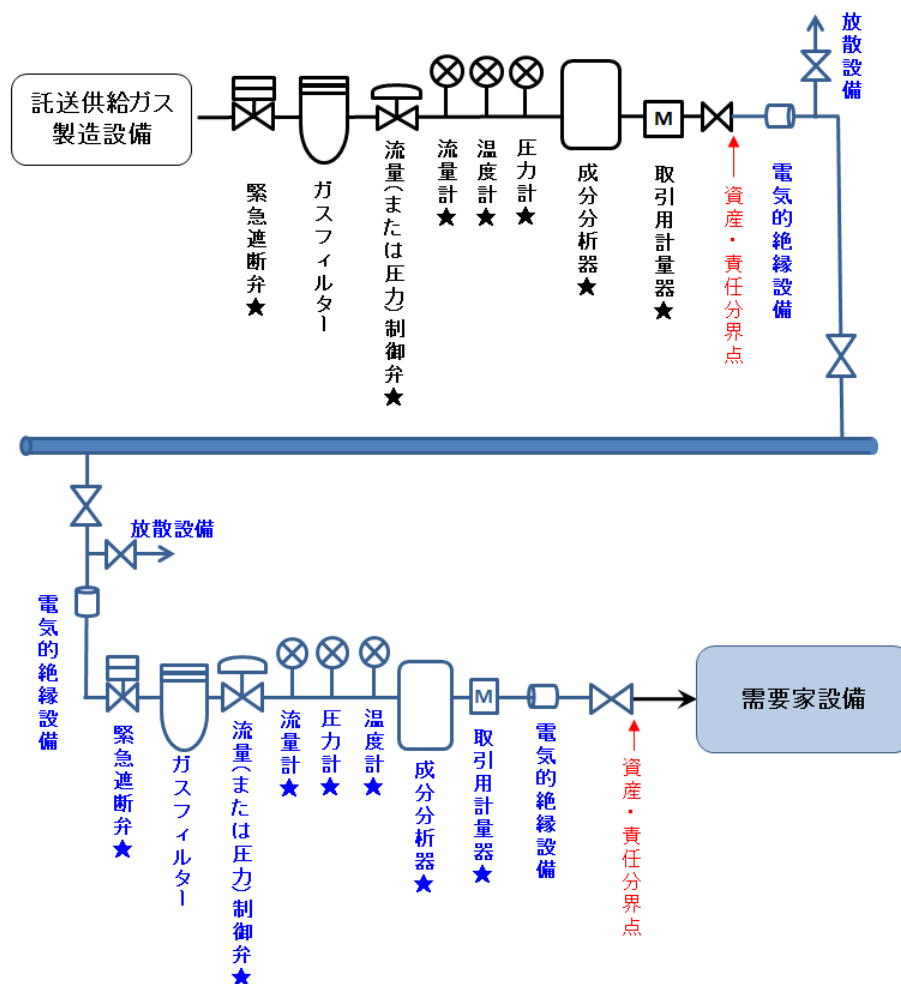 放散設備
託送供給ガス
製造設備
緊急遮断弁★
ガスフィルター
流量(または圧力)制御弁★
流量計★
温度計★
圧力計★
成分分析器★
M
取引用計量器★
資産・責任分界点
電気的絶縁設備
放散設備
電気的絶縁設備
緊急遮断弁★
ガスフィルター
流量(または圧力)制御弁★
流量計★
圧力計★
温度計★
成分分析器★
M
取引用計量器★
電気的絶縁設備
資産・責任分界点
需要家設備